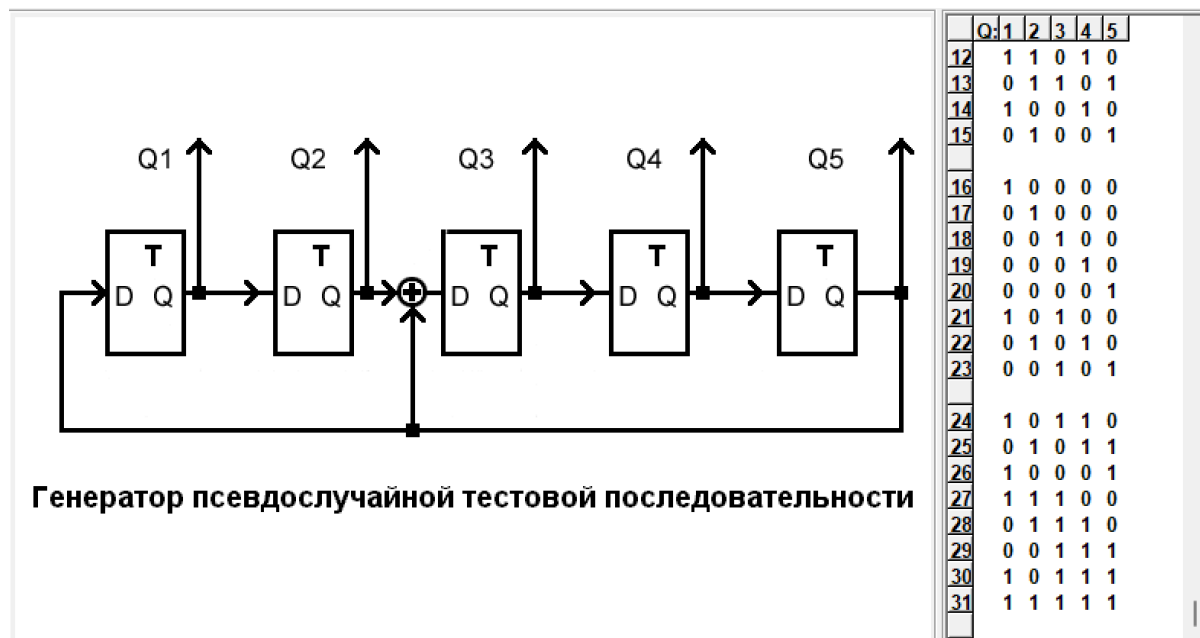 Q1 Q2 Q3 Q4 Q5
T T T T T
D Q D Q D Q D Q D Q
Генератор псевдослучайной тестовой последовательности
Q: 1 2 3 4 5
12 1 1 0 1 0
13 0 1 1 0 1
14 1 0 0 1 0
15 0 1 0 0 1
16 1 0 0 0 0
17 0 1 0 0 0
18 0 0 1 0 0
19 0 0 0 1 0
20 0 0 0 0 1
21 1 0 1 0 0
22 0 1 0 1 0
23 0 0 1 0 1
24 1 0 1 1 0
25 0 1 0 1 1
26 1 0 0 0 1
27 1 1 1 0 0
28 0 1 1 1 0
29 0 0 1 1 1
30 1 0 1 1 1
31 1 1 1 1 1